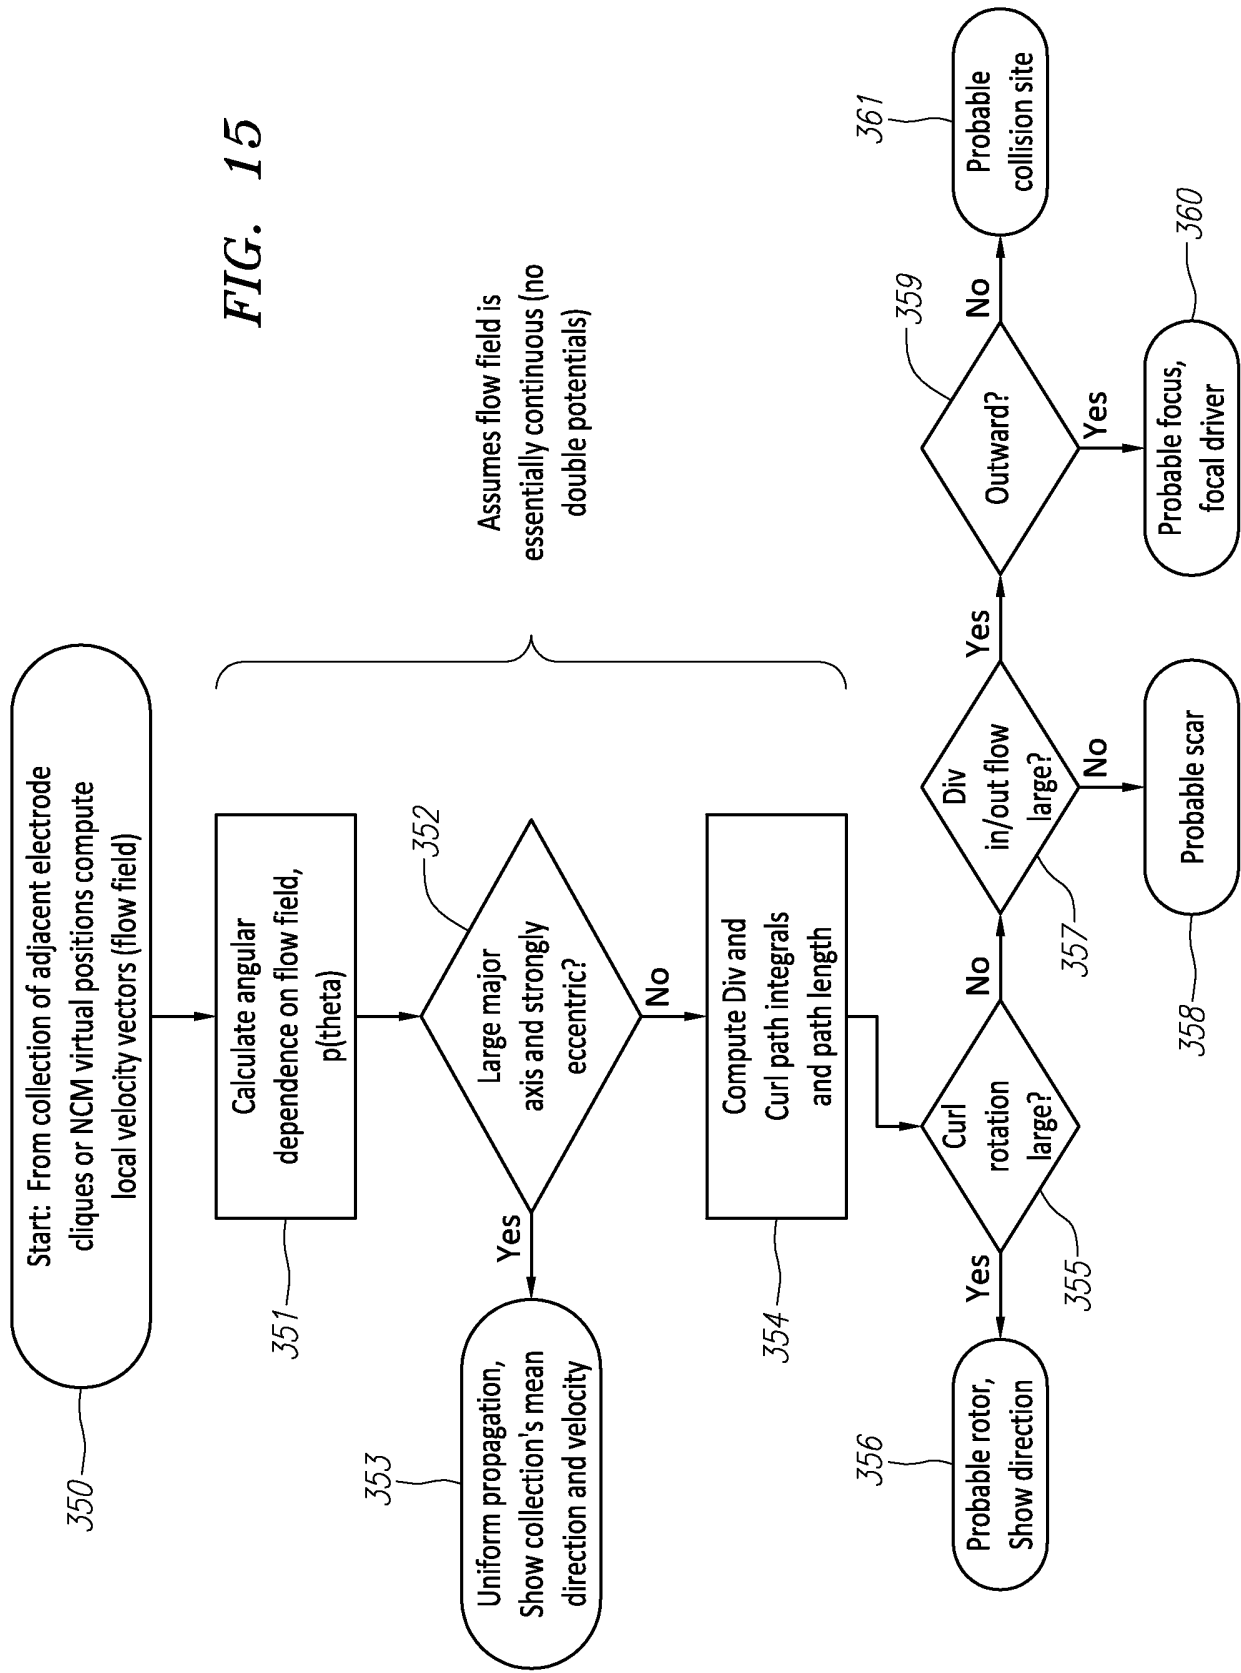 FIG. 15
350
Start: From collection of adjacent electrode
cliques or NCM virtual positions compute
local velocity vectors (flow field)
351
Calculate angular
dependence on flow field,
p(theta)
Assumes flow field is
essentially continuous (no
double potentials)
352
Large major
axis and strongly
eccentric?
Yes
No
353
Uniform propagation,
Show collection's mean
direction and velocity
354
Compute Div and
Curl path integrals
and path length
355
Curl
rotation
large?
Yes
No
356
Probable rotor,
Show direction
357
Div
in/out flow
large?
Yes
No
358
Probable scar
359
Outward?
No
Yes
360
Probable focus,
focal driver
361
Probable
collision site